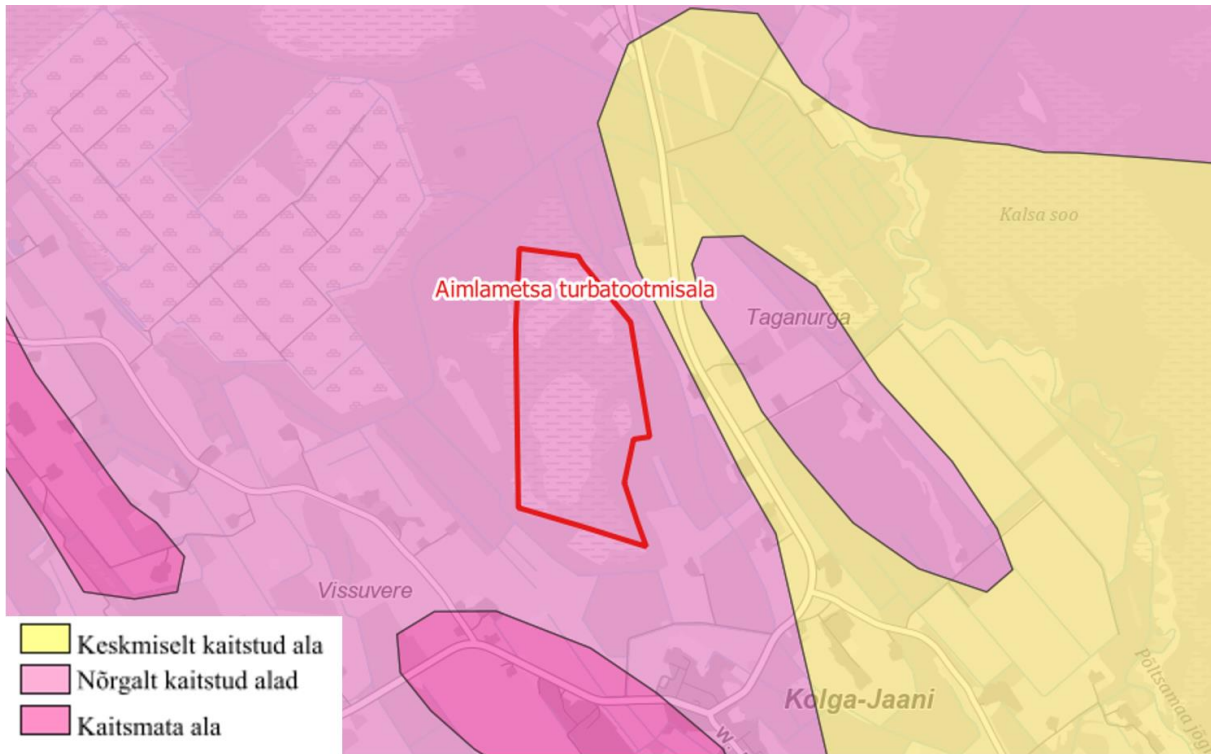 Kalsa soo
Aimlametsa turbatootmisala
Taganurga
Vissuvere
Keskmiselt kaitstud ala
Nõrgalt kaitstud alad
Kaitsmata ala
Kolga-Jaani
Põltsamaa jõgi